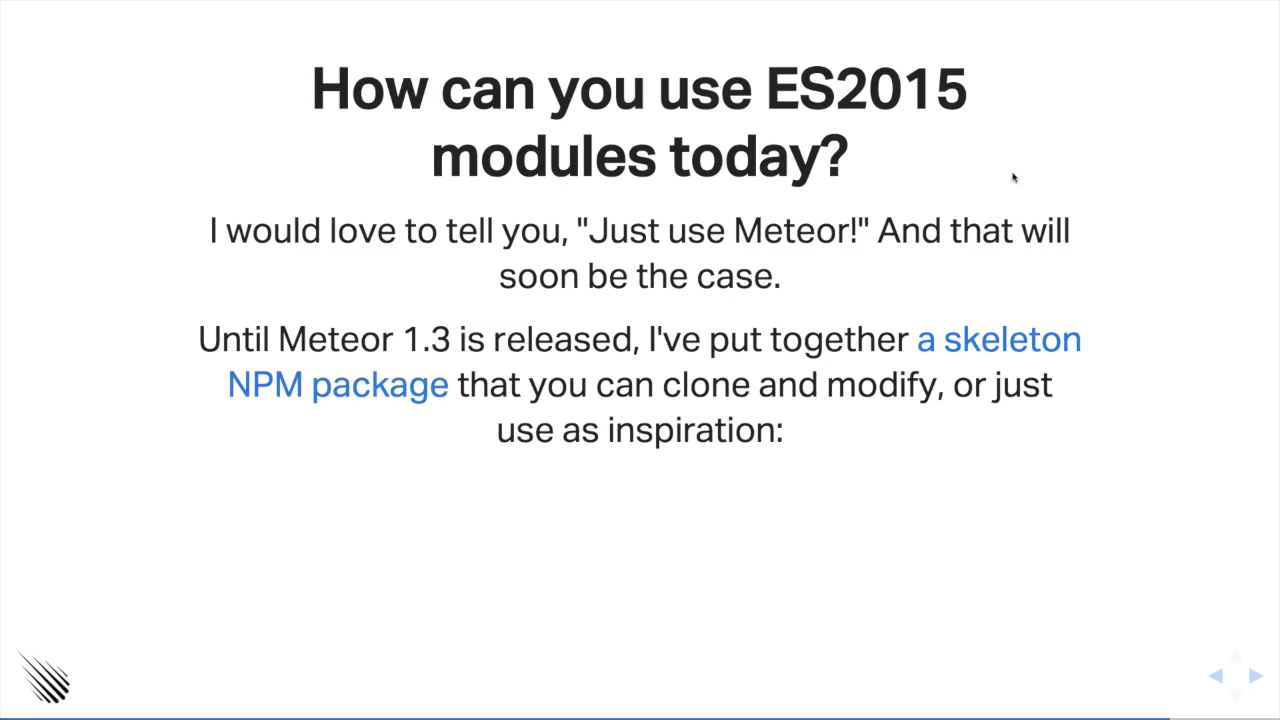 How can you use ES2015
modules today?
I would love to tell you, "Just use Meteor!" And that will
soon be the case.
Until Meteor 1.3 is released, I've put together a skeleton
NPM package that you can clone and modify, or just
use as inspiration: